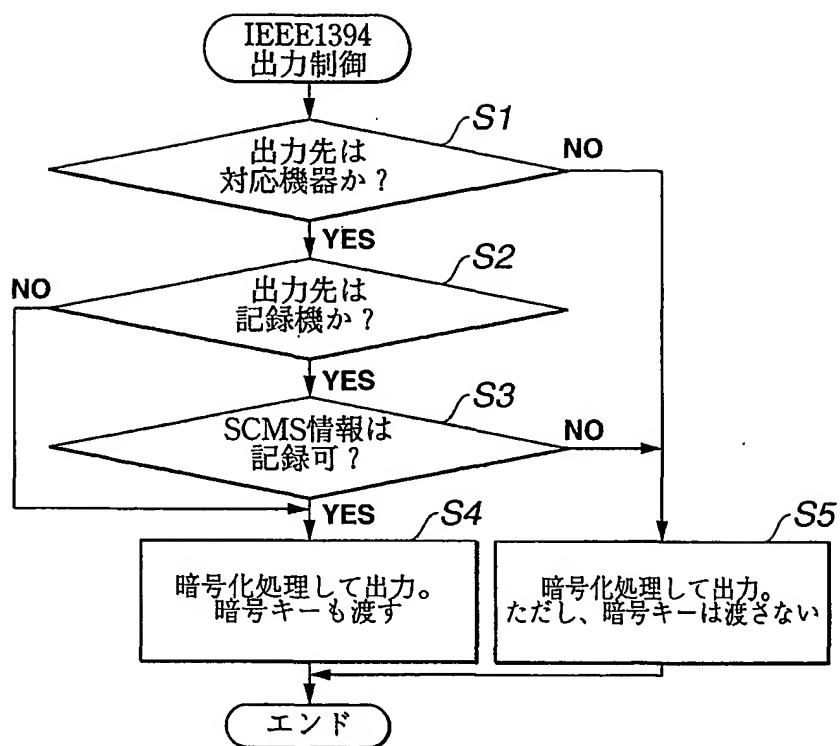 IEEE1394
出力制御
S1
出力先は
対応機器か？
NO
YES
S2
NO
出力先は
記録機か？
YES
S3
SCMS情報は
記録可？
NO
YES
S4
S5
暗号化処理して出力。
暗号キーも渡す
暗号化処理して出力。
ただし、暗号キーは渡さない
エンド